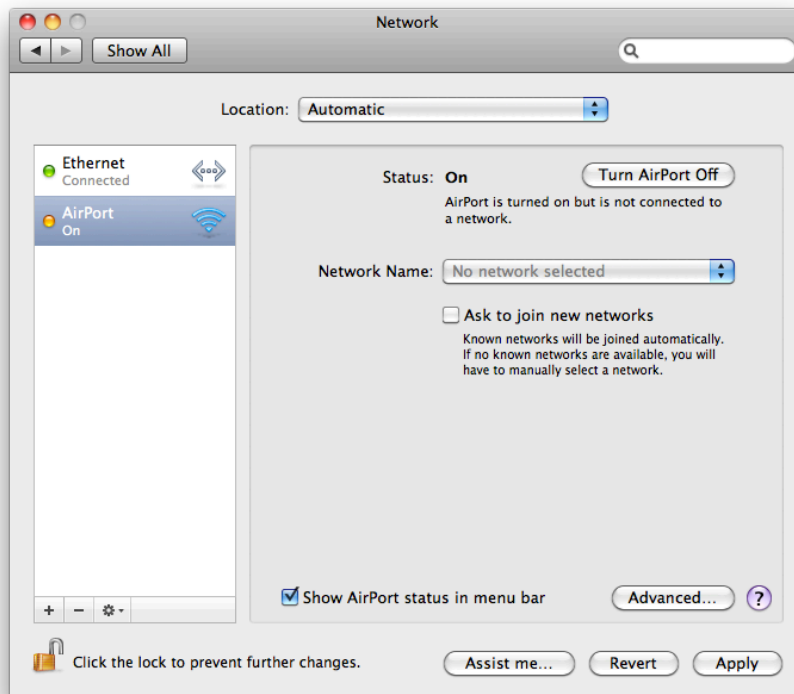 Network
Show All
Location: Automatic
Ethernet
Connected
AirPort
On
Status: On
Turn AirPort Off
AirPort is turned on but is not connected to
a network.
Network Name: No network selected
Ask to join new networks
Known networks will be joined automatically.
If no known networks are available, you will
have to manually select a network.
Show AirPort status in menu bar
Advanced...
?
Click the lock to prevent further changes.
Assist me...
Revert
Apply